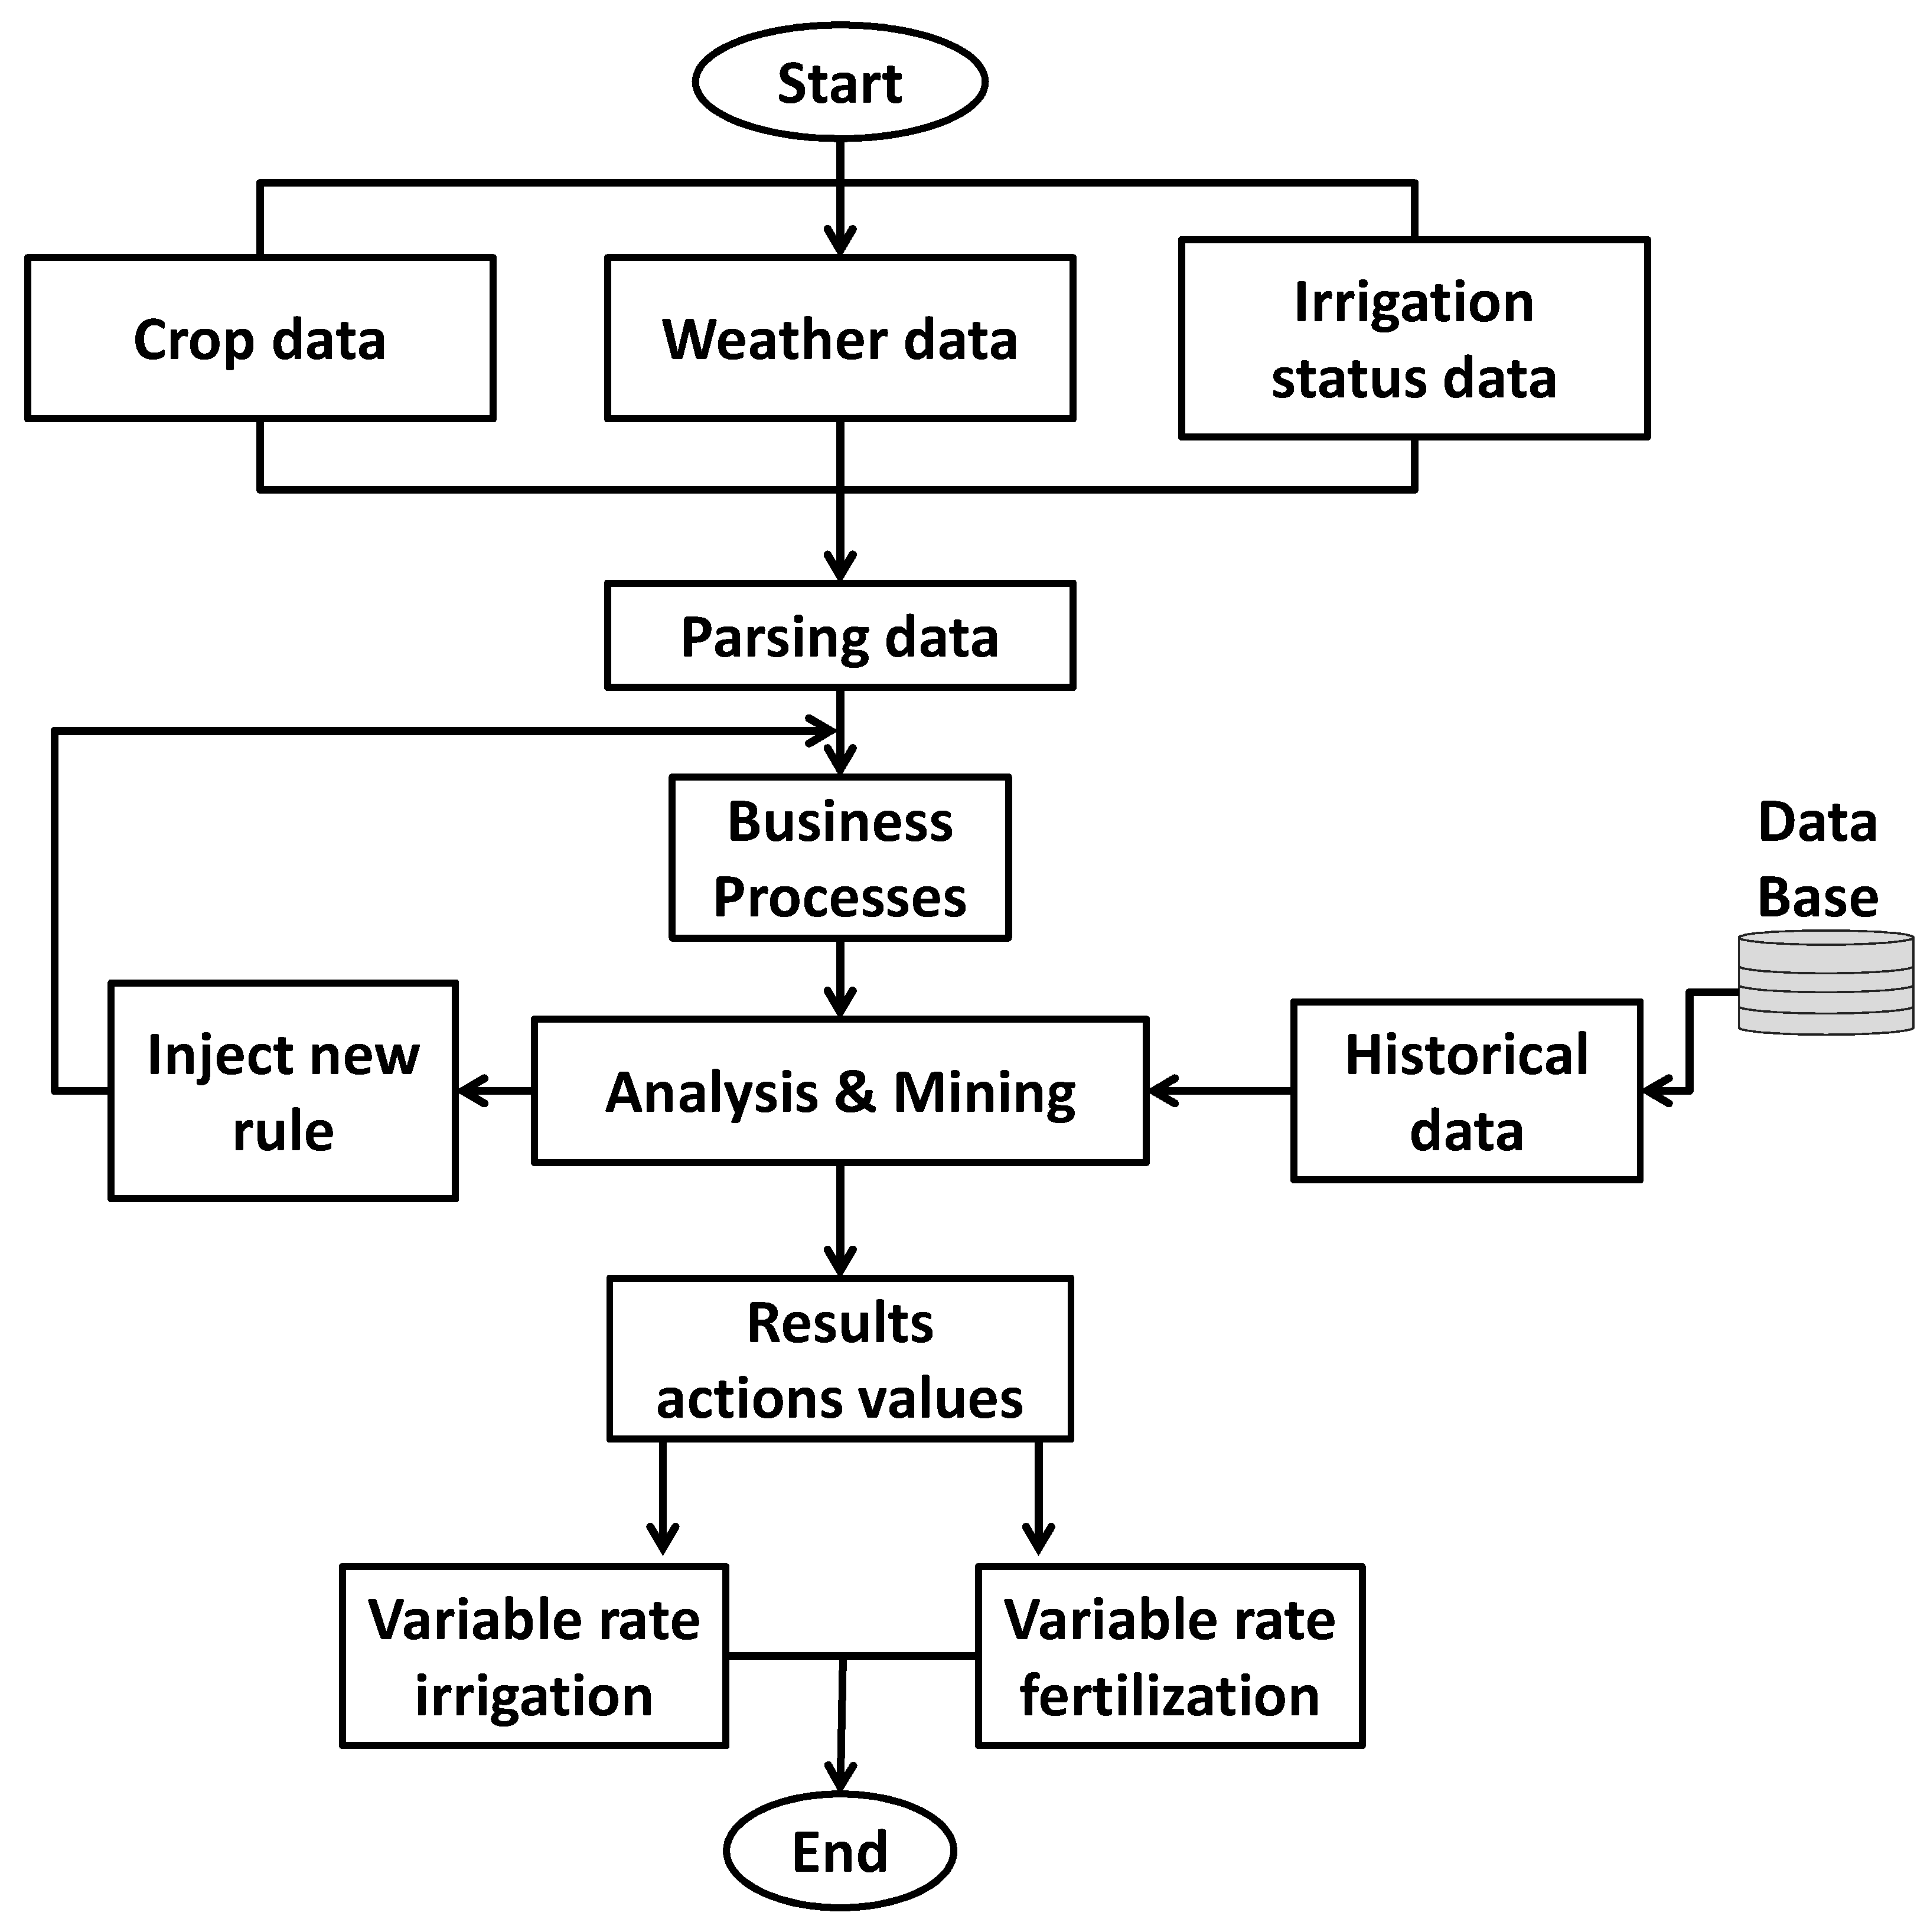 Start
Crop data
Weather data
Irrigation
status data
Parsing data
Business
Processes
Data
Base
Inject new
rule
Analysis & Mining
Historical
data
Results
actions values
Variable rate
irrigation
Variable rate
fertilization
End